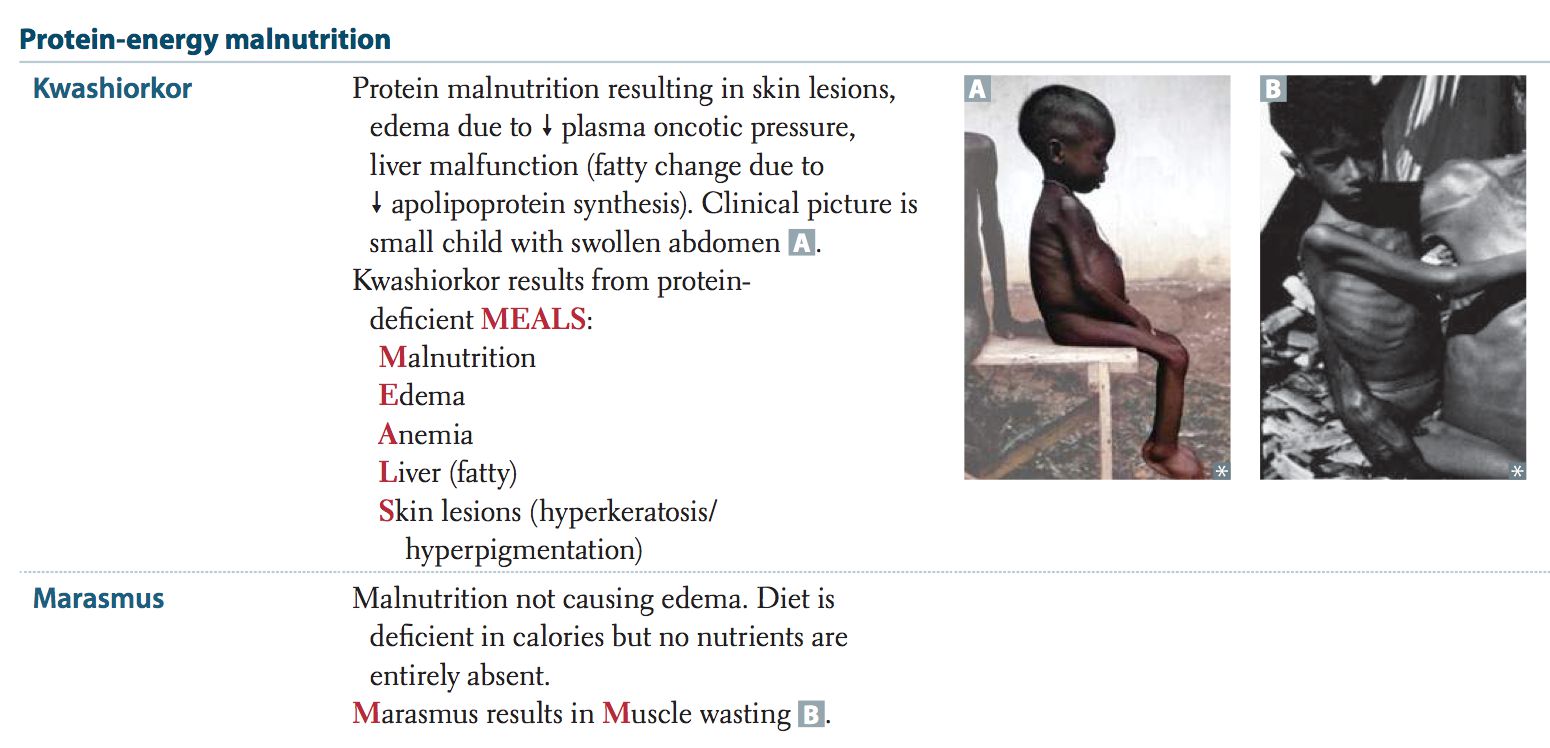 Protein-energy malnutrition
Kwashiorkor
Protein malnutrition resulting in skin lesions,
edema due to ↓ plasma oncotic pressure,
liver malfunction (fatty change due to
↓ apolipoprotein synthesis). Clinical picture is
small child with swollen abdomen A.
Kwashiorkor results from protein-
deficient MEALS:
Malnutrition
Edema
Anemia
Liver (fatty)
Skin lesions (hyperkeratosis/
hyperpigmentation)
A
*
B
*
Marasmus
Malnutrition not causing edema. Diet is
deficient in calories but no nutrients are
entirely absent.
Marasmus results in Muscle wasting B.